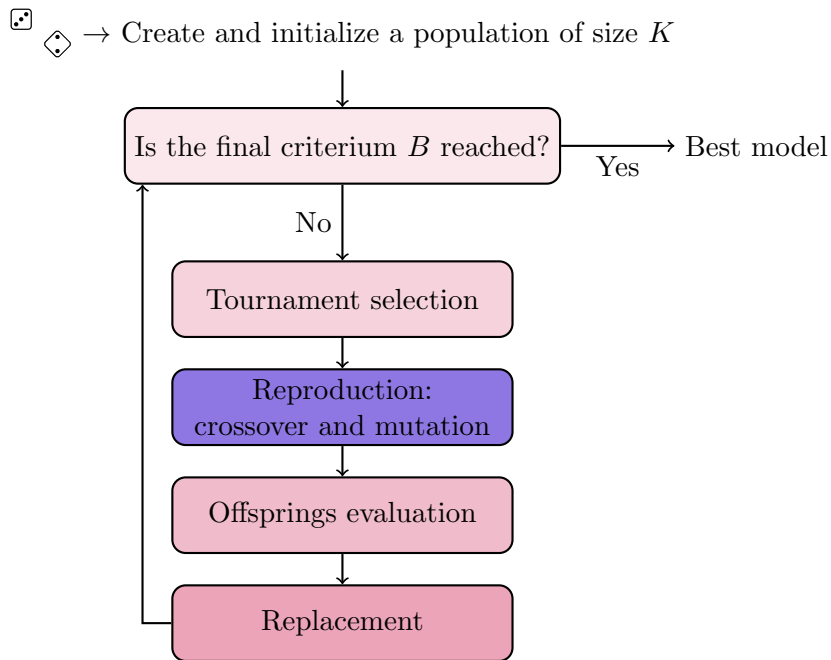 → Create and initialize a population of size K
Is the final criterium B reached?
Yes
Best model
No
Tournament selection
Reproduction:
crossover and mutation
Offsprings evaluation
Replacement